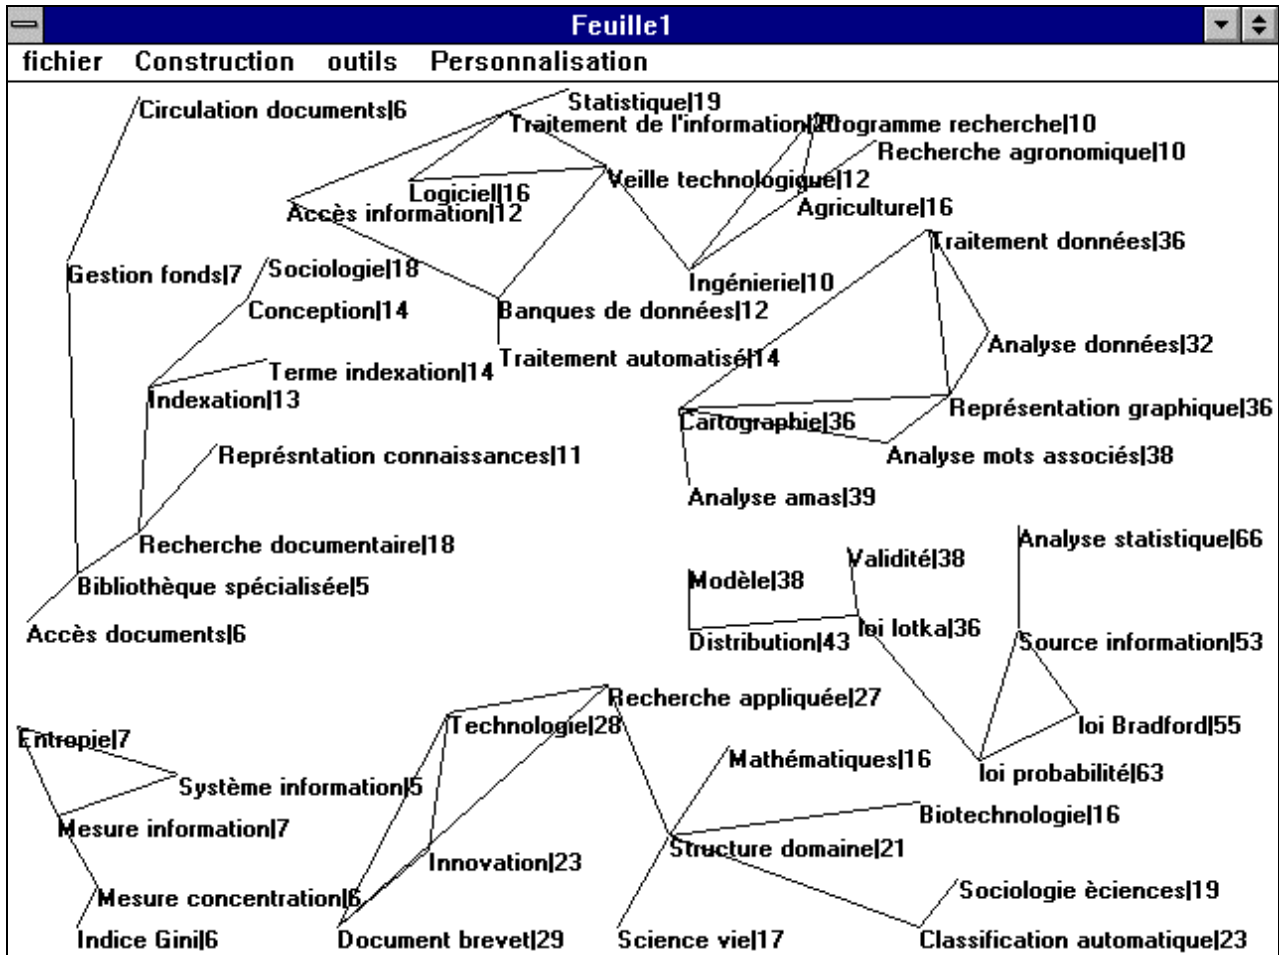 Feuille1
fichier Construction outils Personnalisation
Circulation documents|6
Statistique|19
Traitement de l'information|20
Programme recherche|10
Recherche agronomique|10
Veille technologique|12
Logiciel|16
Accès information|12
Agriculture|16
Traitement données|36
Gestion fonds|7
Sociologie|18
Ingénierie|10
Conception|14
Banques de données|12
Analyse données|32
Traitement automatisé|14
Terme indexation|14
Indexation|13
Représentation graphique|36
Cartographie|36
Représntation connaissances|11
Analyse mots associés|38
Analyse amas|39
Analyse statistique|66
Recherche documentaire|18
Validité|38
Modèle|38
Bibliothèque spécialisée|5
Accès documents|6
loi lotka|36
Distribution|43
Source information|53
Recherche appliquée|27
Technologie|28
loi Bradford|55
Entropie|7
Mathématiques|16
loi probabilité|63
Système information|5
Biotechnologie|16
Mesure information|7
Structure domaine|21
Innovation|23
Sociologie èciences|19
Mesure concentration|6
Indice Gini|6
Document brevet|29
Science vie|17
Classification automatique|23